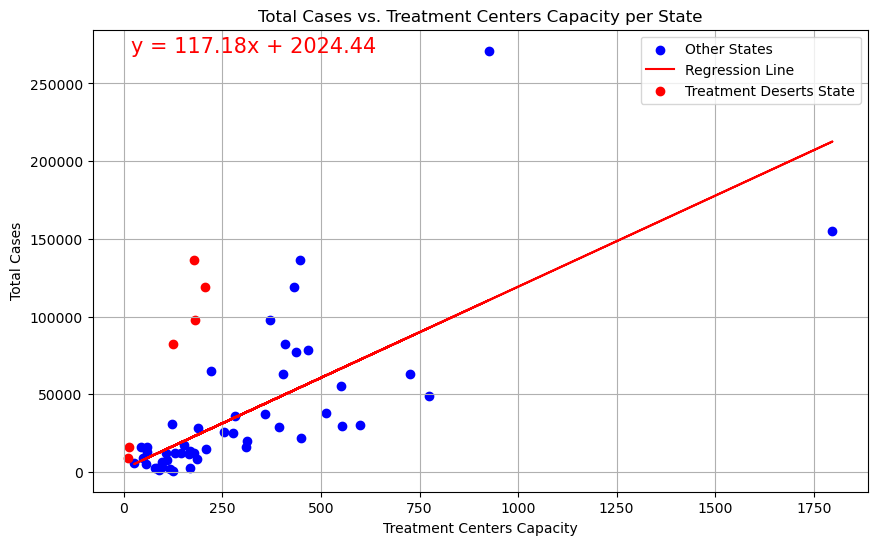 Total Cases vs. Treatment Centers Capacity per State
y = 117.18x + 2024.44
Other States
Regression Line
Treatment Deserts State
250000
200000
150000
100000
50000
0
Total Cases
0 250 500 750 1000 1250 1500 1750
Treatment Centers Capacity